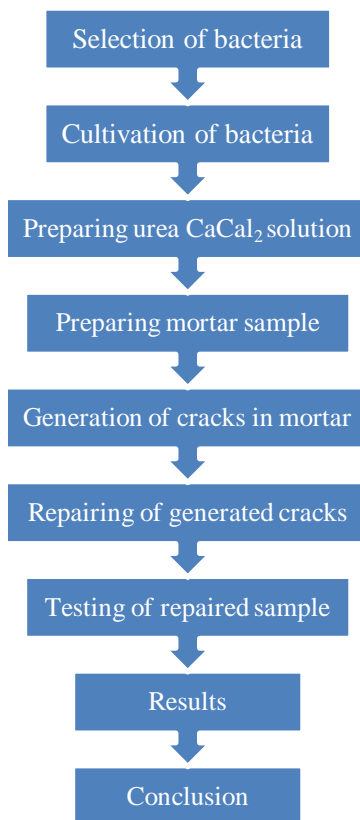 Selection of bacteria
Cultivation of bacteria
Preparing urea CaCal₂ solution
Preparing mortar sample
Generation of cracks in mortar
Repairing of generated cracks
Testing of repaired sample
Results
Conclusion